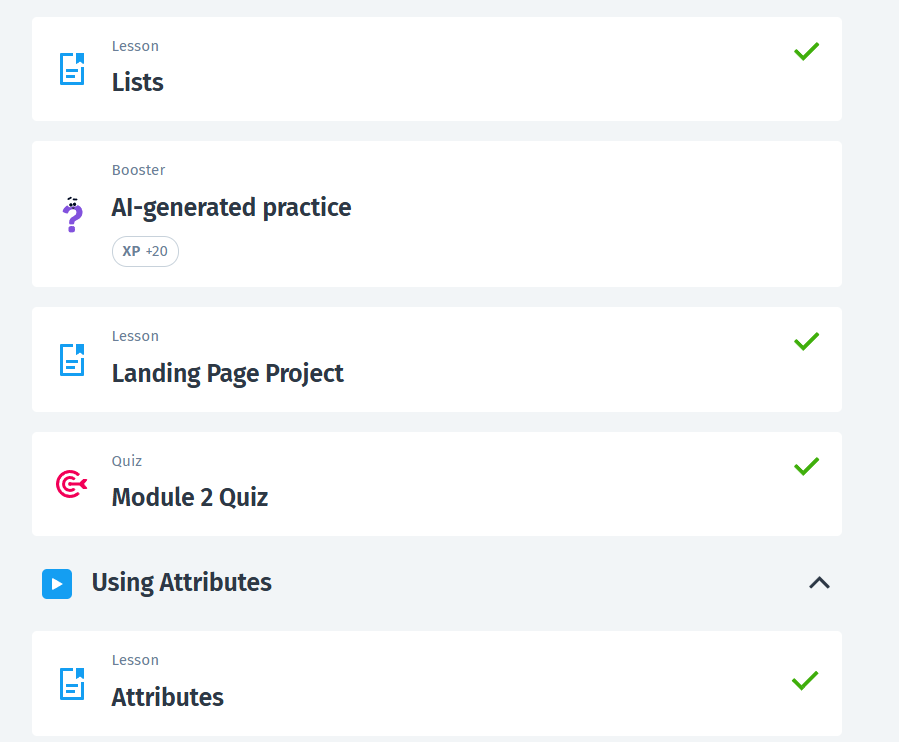 Lesson
Lists
Booster
AI-generated practice
XP +20
Lesson
Landing Page Project
Quiz
Module 2 Quiz
Using Attributes
Lesson
Attributes